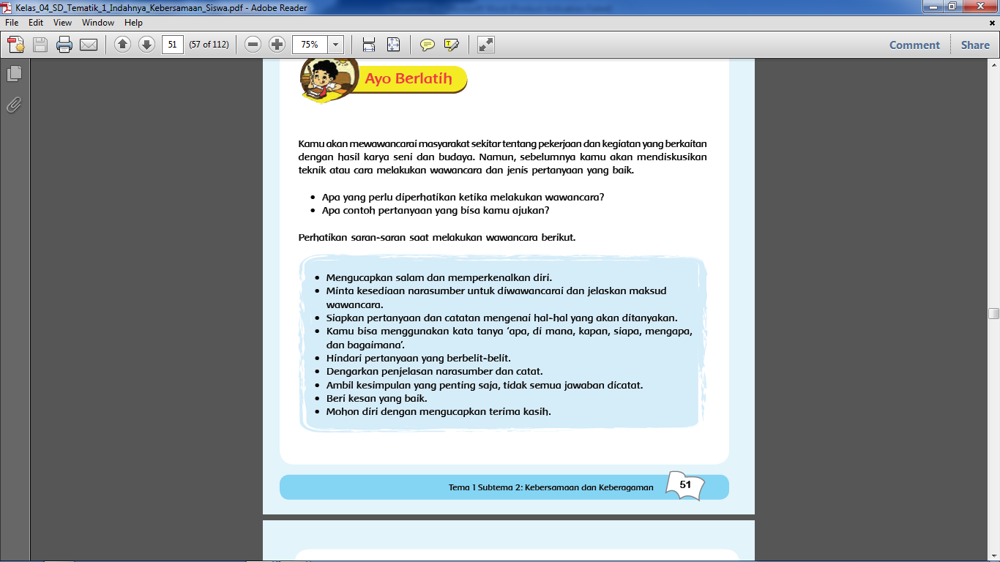 Kelas_04_SD_Tematik_1_Indahnya_Kebersamaan_Siswa.pdf - Adobe Reader
File Edit View Window Help
51 (57 of 112) 75% Comment Share
Ayo Berlatih
Kamu akan mewawancarai masyarakat sekitar tentang pekerjaan dan kegiatan yang berkaitan
dengan hasil karya seni dan budaya. Namun, sebelumnya kamu akan mendiskusikan
teknik atau cara melakukan wawancara dan jenis pertanyaan yang baik.
• Apa yang perlu diperhatikan ketika melakukan wawancara?
• Apa contoh pertanyaan yang bisa kamu ajukan?
Perhatikan saran-saran saat melakukan wawancara berikut.
• Mengucapkan salam dan memperkenalkan diri.
• Minta kesediaan narasumber untuk diwawancarai dan jelaskan maksud
wawancara.
• Siapkan pertanyaan dan catatan mengenai hal-hal yang akan ditanyakan.
• Kamu bisa menggunakan kata tanya ‘apa, di mana, kapan, siapa, mengapa,
dan bagaimana’.
• Hindari pertanyaan yang berbelit-belit.
• Dengarkan penjelasan narasumber dan catat.
• Ambil kesimpulan yang penting saja, tidak semua jawaban dicatat.
• Beri kesan yang baik.
• Mohon diri dengan mengucapkan terima kasih.
Tema 1 Subtema 2: Kebersamaan dan Keberagaman 51